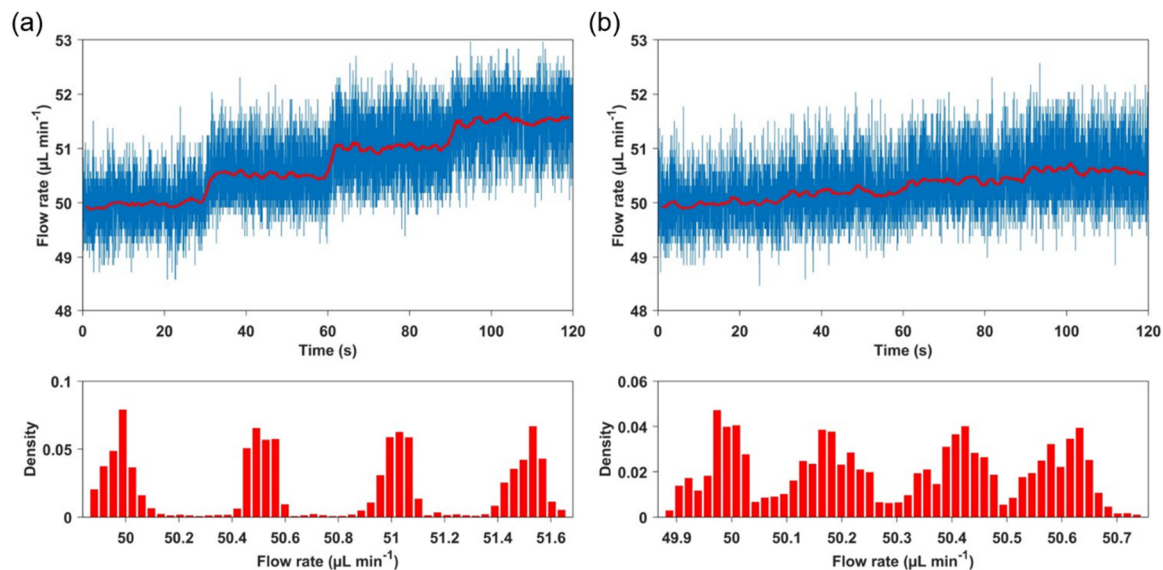 (a)
53
52
51
50
49
48
Flow rate (µL min⁻¹)
0 20 40 60 80 100 120
Time (s)
0.1
0.05
0
Density
50 50.2 50.4 50.6 50.8 51 51.2 51.4 51.6
Flow rate (µL min⁻¹)
(b)
53
52
51
50
49
48
Flow rate (µL min⁻¹)
0 20 40 60 80 100 120
Time (s)
0.06
0.04
0.02
0
Density
49.9 50 50.1 50.2 50.3 50.4 50.5 50.6 50.7
Flow rate (µL min⁻¹)